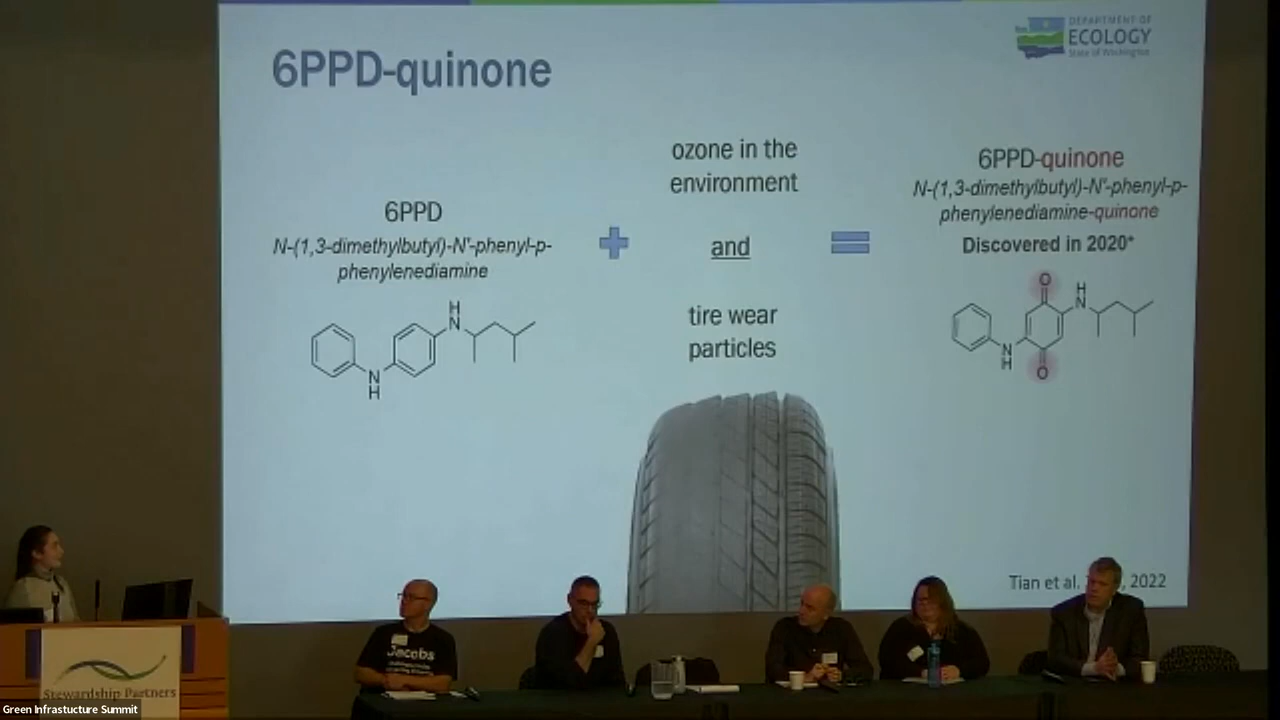 6PPD-quinone
DEPARTMENT OF
ECOLOGY
State of Washington
ozone in the
environment
and
tire wear
particles
6PPD
N-(1,3-dimethylbutyl)-N'-phenyl-p-
phenylenediamine
H
N
N
H
6PPD-quinone
N-(1,3-dimethylbutyl)-N'-phenyl-p-
phenylenediamine-quinone
Discovered in 2020*
O
H
N
N
H
O
Tian et al. 2022
Jacobs
Stewardship Partners
Green Infrastucture Summit